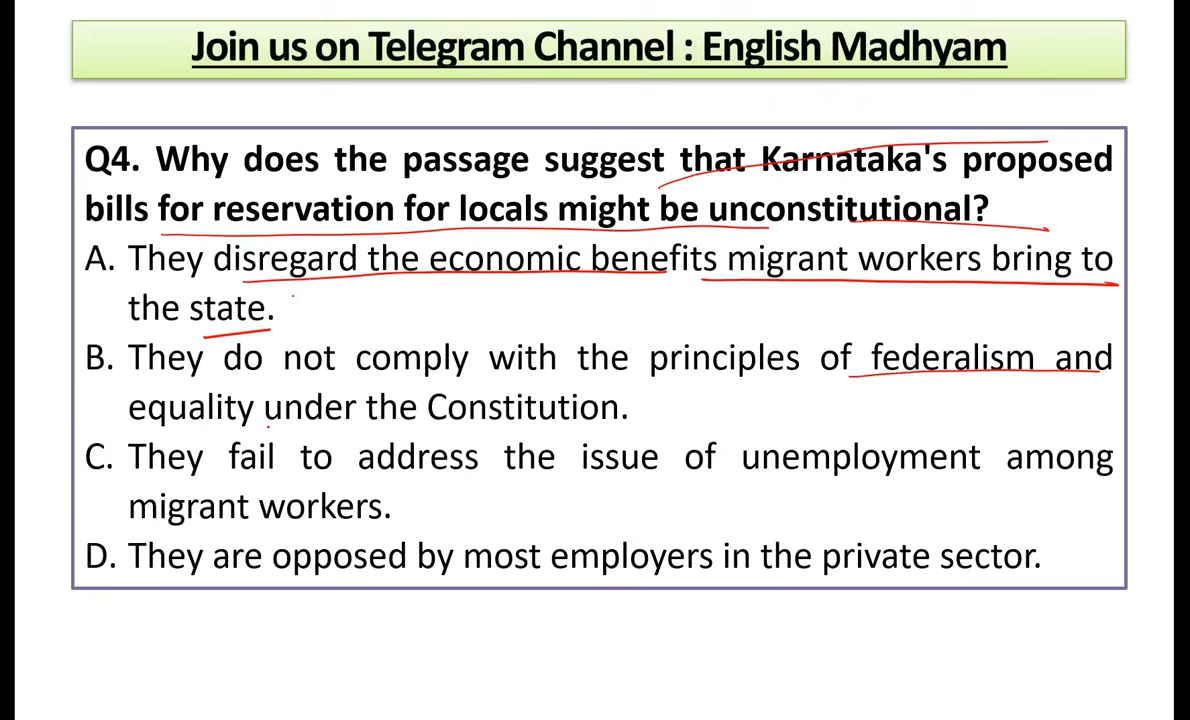 Join us on Telegram Channel : English Madhyam
Q4. Why does the passage suggest that Karnataka's proposed
bills for reservation for locals might be unconstitutional?
A. They disregard the economic benefits migrant workers bring to
the state.
B. They do not comply with the principles of federalism and
equality under the Constitution.
C. They fail to address the issue of unemployment among
migrant workers.
D. They are opposed by most employers in the private sector.